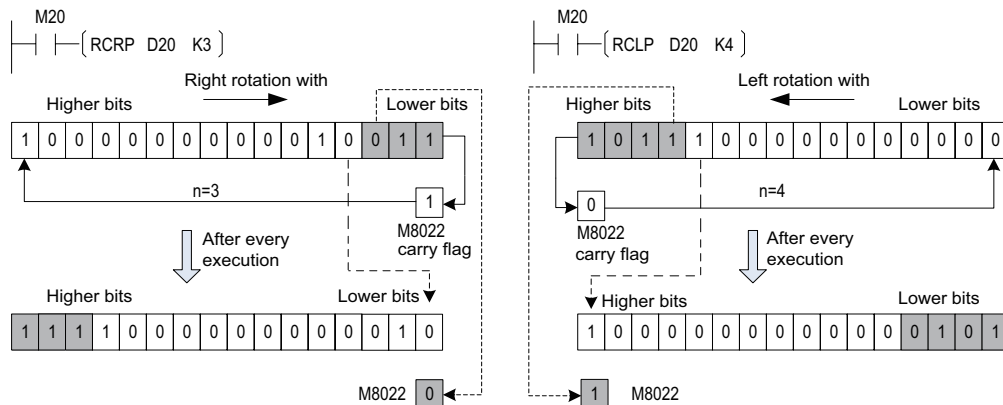 M20
RCRP D20 K3
Right rotation with
Higher bits
Lower bits
1 0 0 0 0 0 0 0 0 0 0 1 0 0 1 1
n=3
1
M8022
carry flag
After every
execution
Higher bits
Lower bits
1 1 1 1 0 0 0 0 0 0 0 0 0 0 1 0
M8022 0
M20
RCLP D20 K4
Left rotation with
Higher bits
Lower bits
1 0 1 1 1 0 0 0 0 0 0 0 0 0 0 0
n=4
0
M8022
carry flag
After every
execution
Higher bits
Lower bits
1 0 0 0 0 0 0 0 0 0 0 0 0 1 0 1
1 M8022